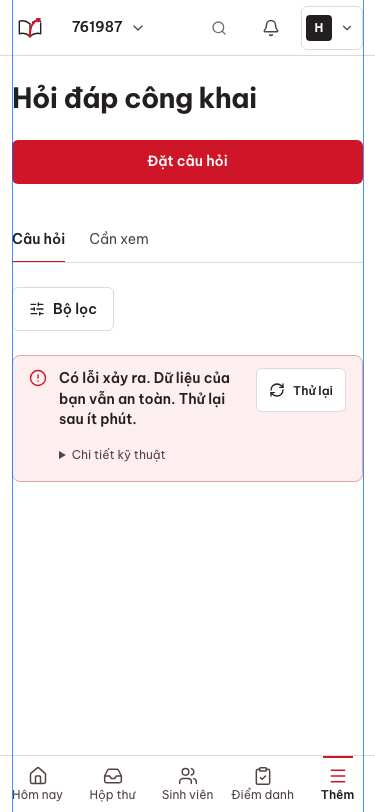 761987
H
Hỏi đáp công khai
Đặt câu hỏi
Câu hỏi
Cần xem
Bộ lọc
Có lỗi xảy ra. Dữ liệu của
bạn vẫn an toàn. Thử lại
sau ít phút.
Thử lại
Chi tiết kỹ thuật
Hôm nay
Hộp thư
Sinh viên
Điểm danh
Thêm